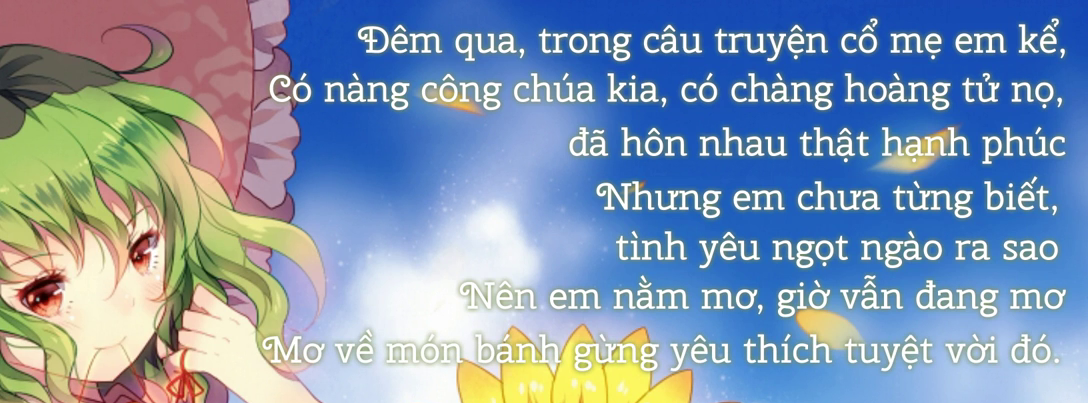 Đêm qua, trong câu truyện cổ mẹ em kể,
Có nàng công chúa kia, có chàng hoàng tử nọ,
đã hôn nhau thật hạnh phúc
Nhưng em chưa từng biết,
tình yêu ngọt ngào ra sao
Nên em nằm mơ, giờ vẫn đang mơ
Mơ về món bánh gừng yêu thích tuyệt vời đó.